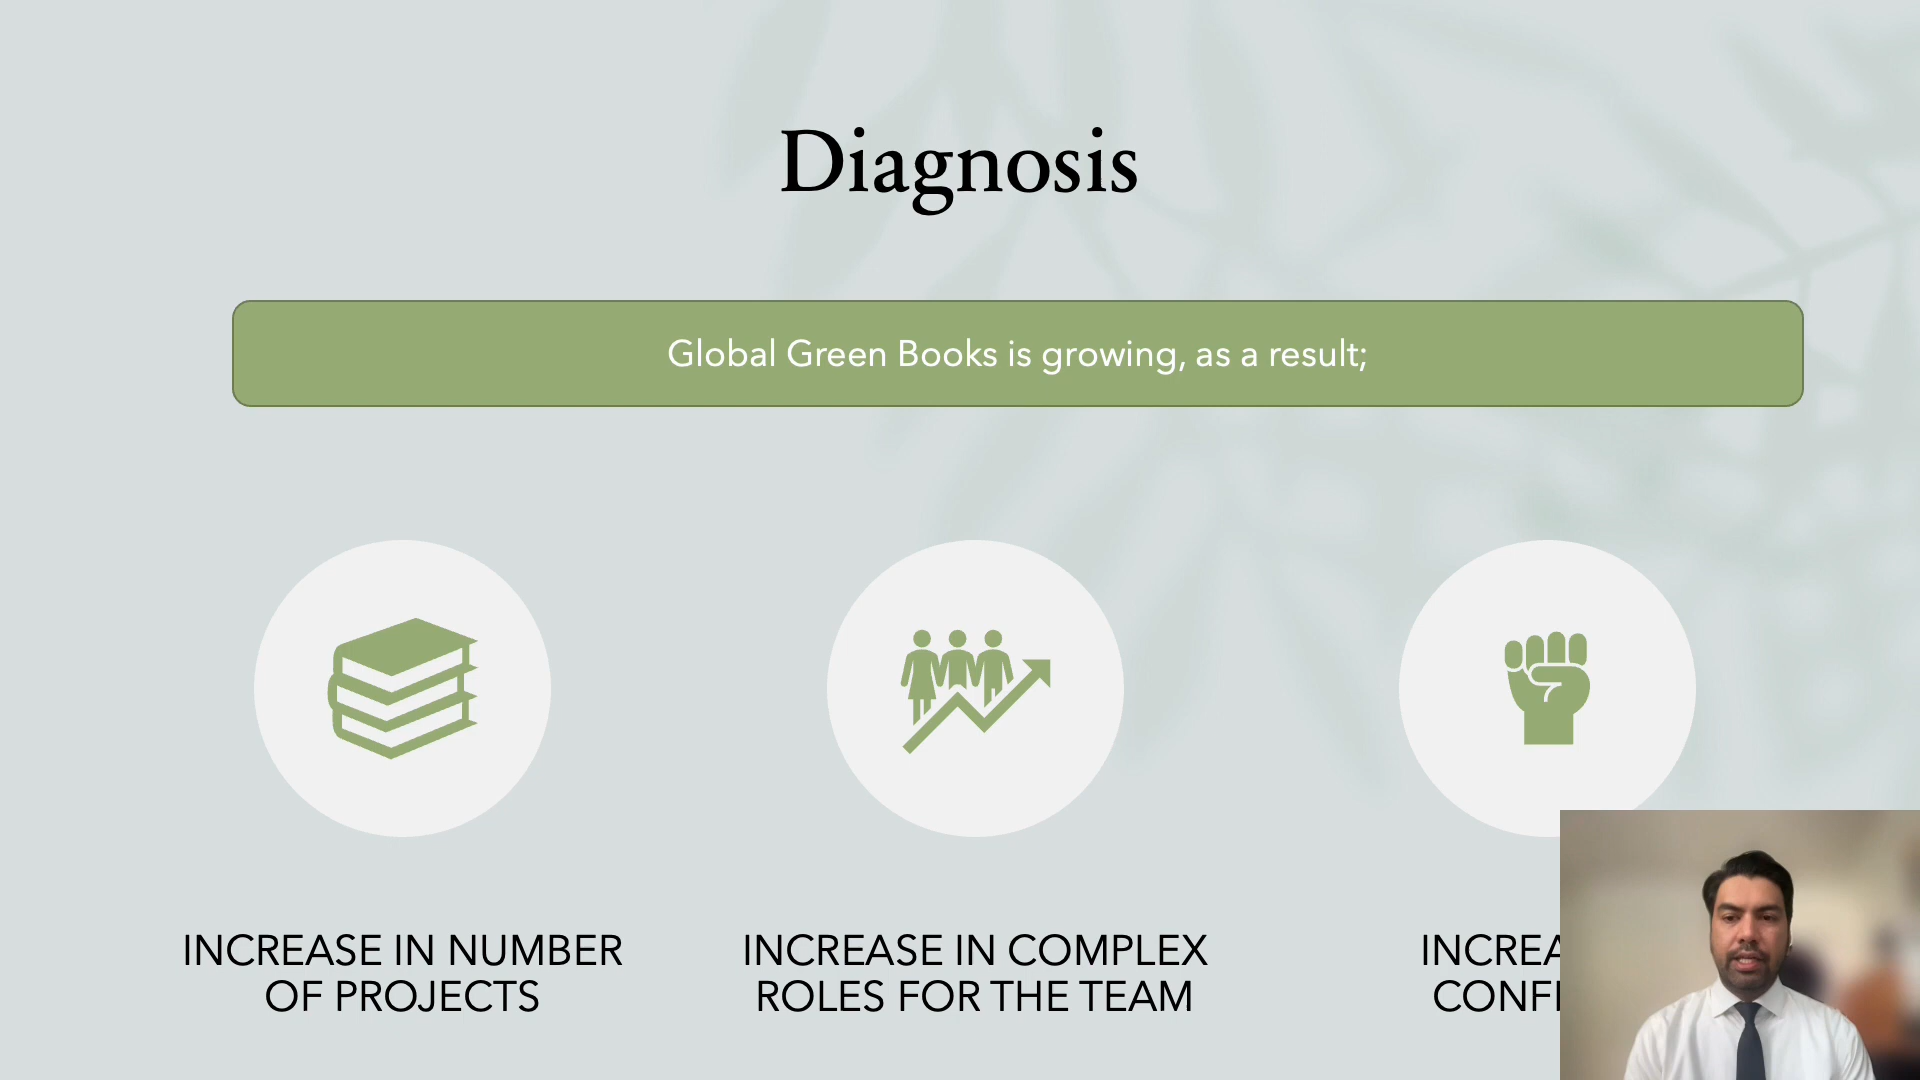 Diagnosis
Global Green Books is growing, as a result;
INCREASE IN NUMBER
OF PROJECTS
INCREASE IN COMPLEX
ROLES FOR THE TEAM